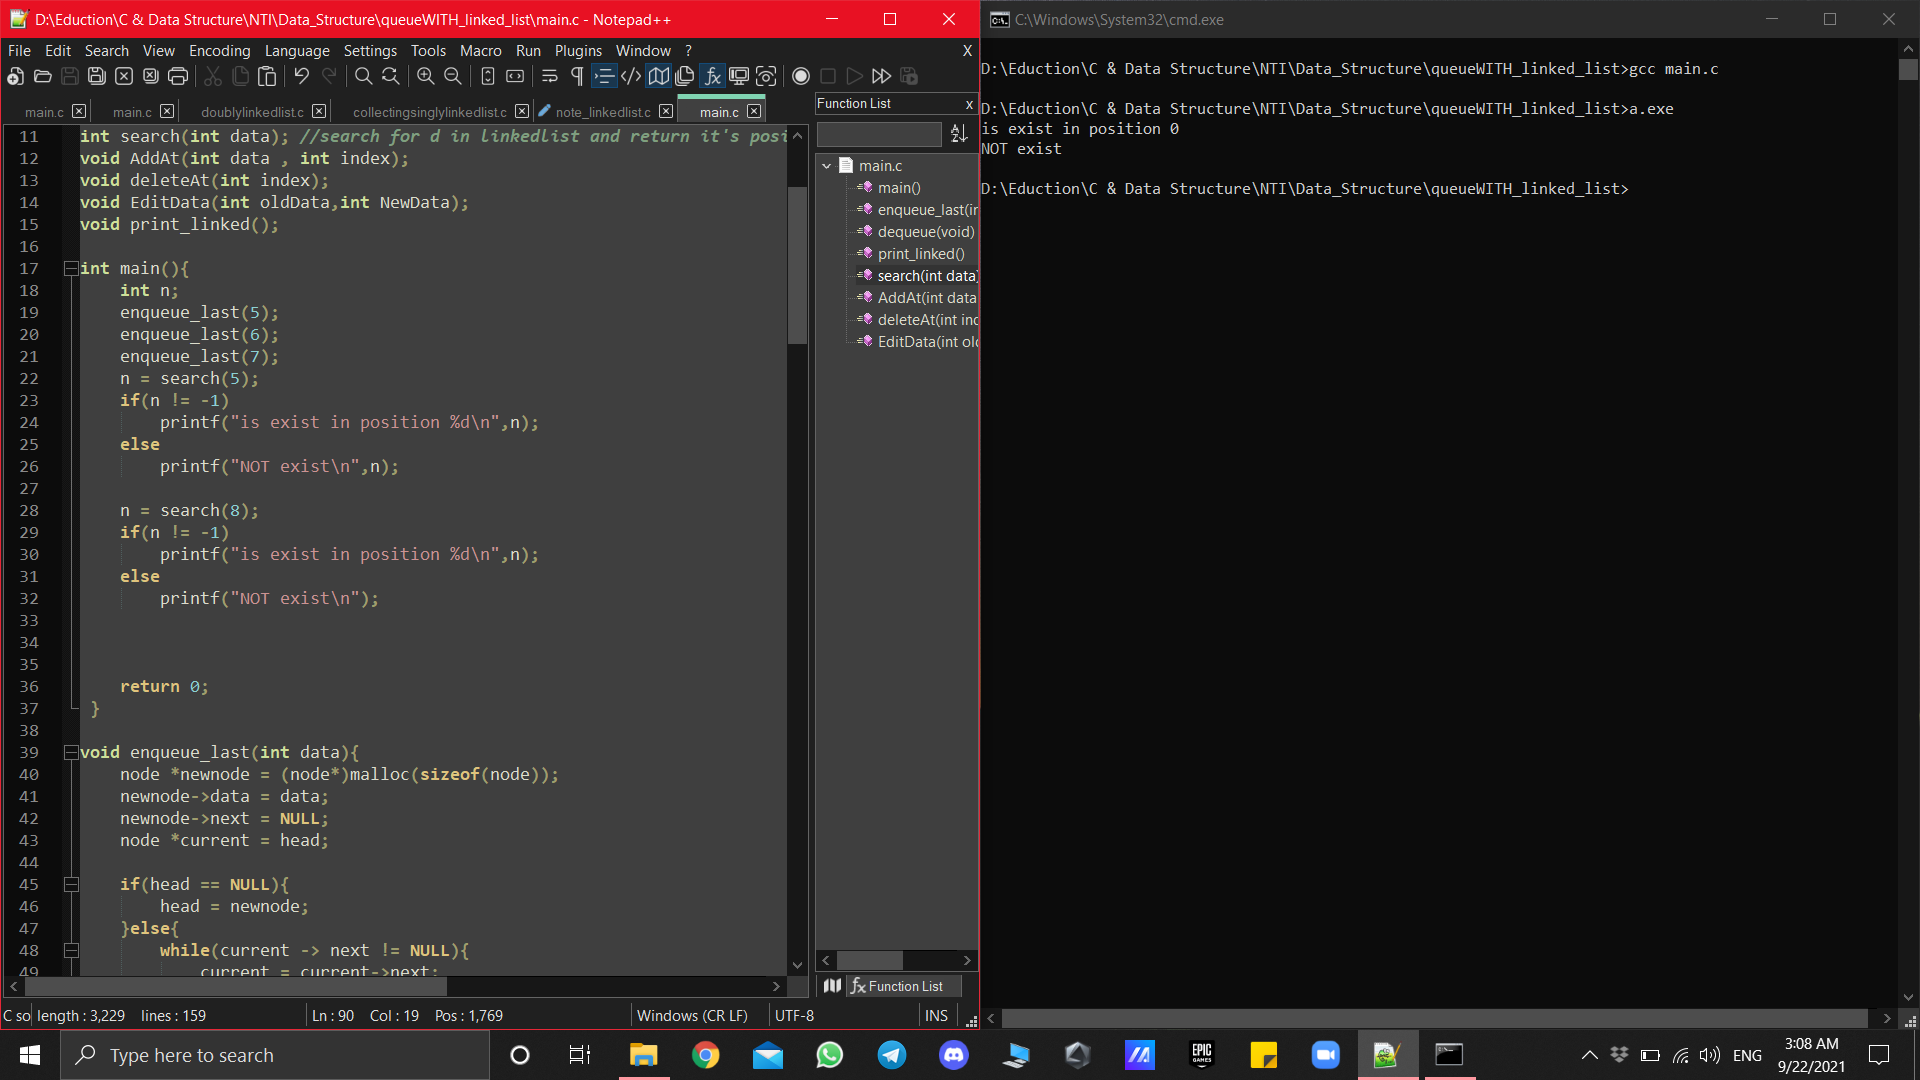 D:\Eduction\C & Data Structure\NTI\Data_Structure\queueWITH_linked_list\main.c - Notepad++
File Edit Search View Encoding Language Settings Tools Macro Run Plugins Window ? X
main.c main.c doublylinkedlist.c collectingsinglylinkedlist.c note_linkedlist.c main.c
11 int search(int data); //search for d in linkedlist and return it's posi
12 void AddAt(int data , int index);
13 void deleteAt(int index);
14 void EditData(int oldData,int NewData);
15 void print_linked();
16
17 int main(){
18 int n;
19 enqueue_last(5);
20 enqueue_last(6);
21 enqueue_last(7);
22 n = search(5);
23 if(n != -1)
24 printf("is exist in position %d\n",n);
25 else
26 printf("NOT exist\n",n);
27
28 n = search(8);
29 if(n != -1)
30 printf("is exist in position %d\n",n);
31 else
32 printf("NOT exist\n");
33
34
35
36 return 0;
37 }
38
39 void enqueue_last(int data){
40 node *newnode = (node*)malloc(sizeof(node));
41 newnode->data = data;
42 newnode->next = NULL;
43 node *current = head;
44
45 if(head == NULL){
46 head = newnode;
47 }else{
48 while(current -> next != NULL){
49 current = current->next;
Function List x
main.c
main()
enqueue_last(in
dequeue(void)
print_linked()
search(int data)
AddAt(int data
deleteAt(int inc
EditData(int old
Function List
C so length : 3,229 lines : 159 Ln : 90 Col : 19 Pos : 1,769 Windows (CR LF) UTF-8 INS
C:\Windows\System32\cmd.exe
D:\Eduction\C & Data Structure\NTI\Data_Structure\queueWITH_linked_list>gcc main.c
D:\Eduction\C & Data Structure\NTI\Data_Structure\queueWITH_linked_list>a.exe
is exist in position 0
NOT exist
D:\Eduction\C & Data Structure\NTI\Data_Structure\queueWITH_linked_list>
Type here to search
EPIC GAMES
ENG
3:08 AM
9/22/2021